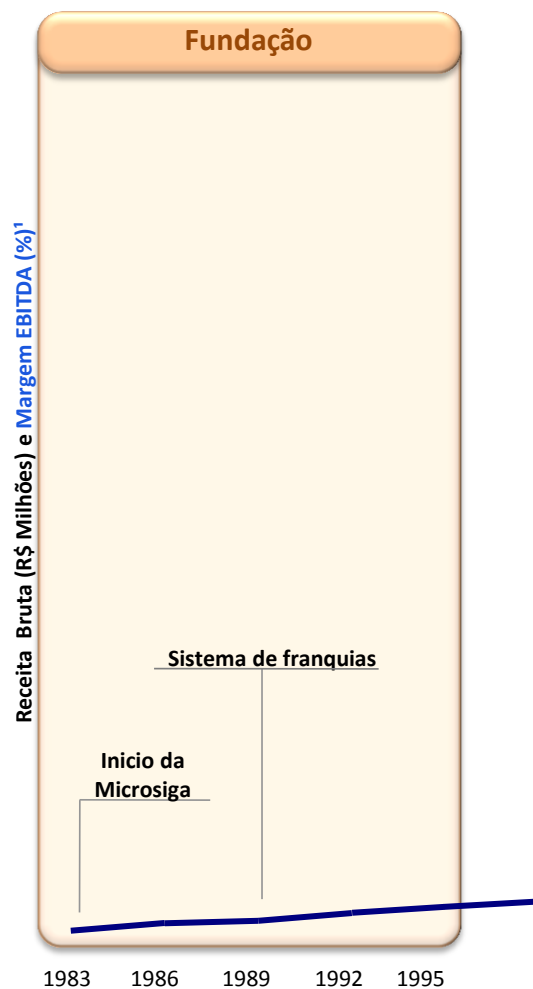 Fundação
Receita Bruta (R$ Milhões) e Margem EBITDA (%)¹
Sistema de franquias
Inicio da
Microsiga
1983 1986 1989 1992 1995